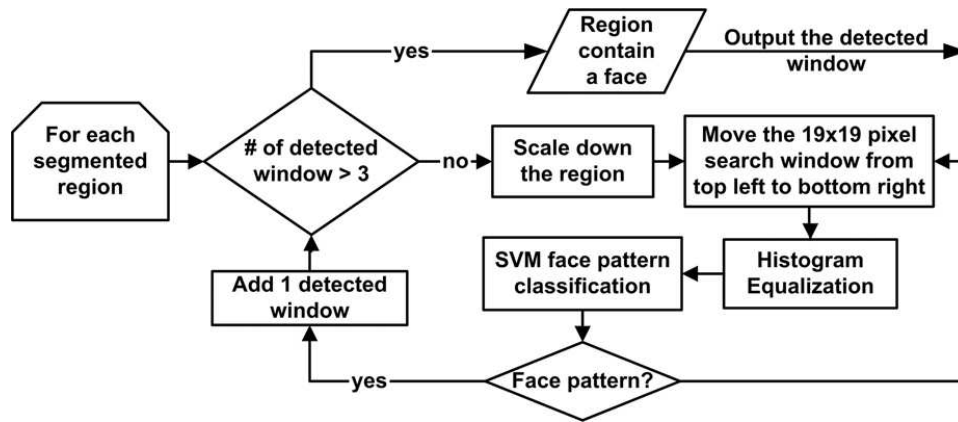 yes
Region
contain
a face
Output the detected
window
For each
segmented
region
# of detected
window > 3
no
Scale down
the region
Move the 19x19 pixel
search window from
top left to bottom right
SVM face pattern
classification
Histogram
Equalization
Add 1 detected
window
yes
Face pattern?